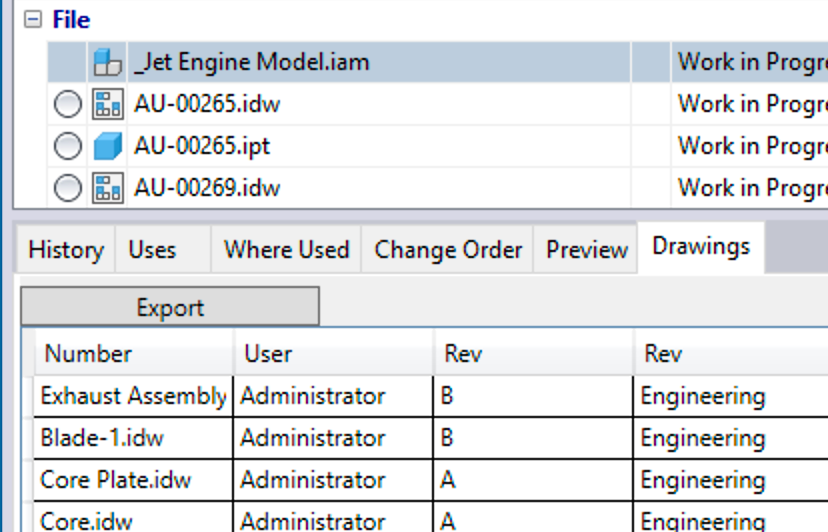 File
_Jet Engine Model.iam Work in Progre
AU-00265.idw Work in Progre
AU-00265.ipt Work in Progre
AU-00269.idw Work in Progre
History Uses Where Used Change Order Preview Drawings
Export
Number User Rev Rev
Exhaust Assembly Administrator B Engineering
Blade-1.idw Administrator B Engineering
Core Plate.idw Administrator A Engineering
Core.idw Administrator A Engineering